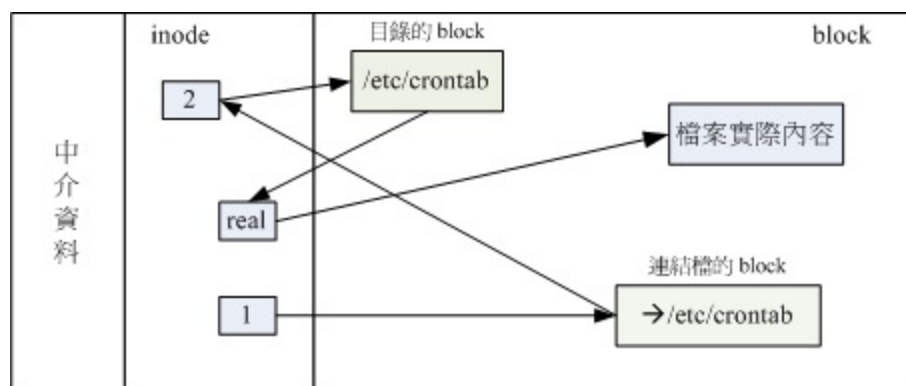 中介資料
inode
2
real
1
目錄的 block
/etc/crontab
block
檔案實際內容
連結檔的 block
→/etc/crontab